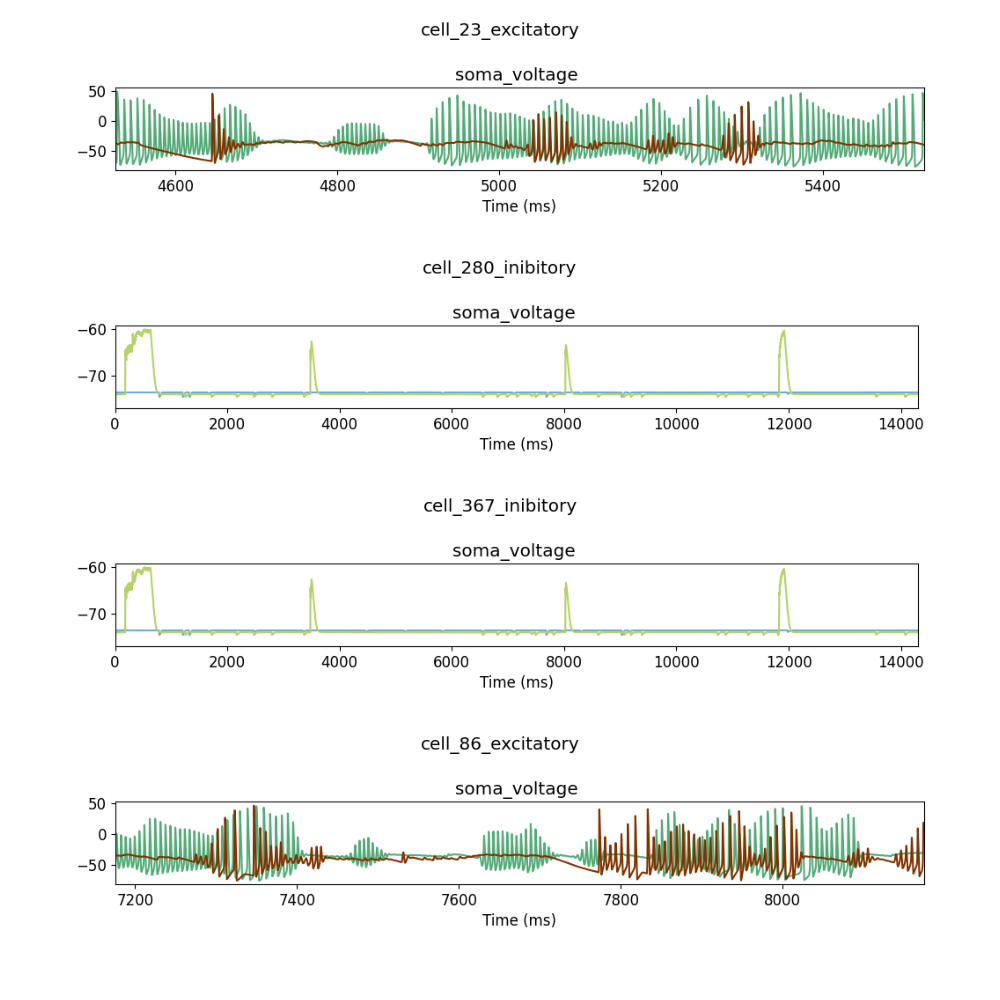 cell_23_excitatory
soma_voltage
50
0
−50
4600 4800 5000 5200 5400
Time (ms)
cell_280_inibitory
soma_voltage
−60
−70
0 2000 4000 6000 8000 10000 12000 14000
Time (ms)
cell_367_inibitory
soma_voltage
−60
−70
0 2000 4000 6000 8000 10000 12000 14000
Time (ms)
cell_86_excitatory
soma_voltage
50
0
−50
7200 7400 7600 7800 8000
Time (ms)